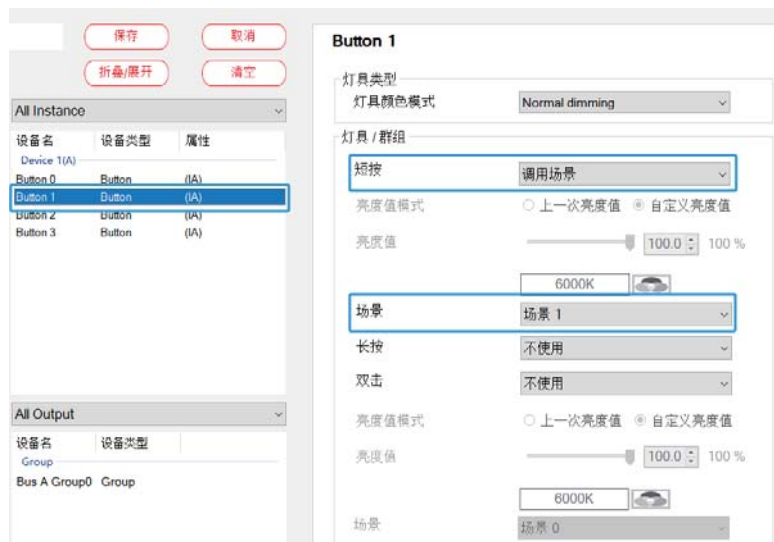 保存 取消
折叠/展开 清空
All Instance
设备名 设备类型 属性
Device 1(A)
Button 0 Button (IA)
Button 1 Button (IA)
Button 2 Button (IA)
Button 3 Button (IA)
All Output
设备名 设备类型
Group
Bus A Group0 Group
Button 1
灯具类型
灯具颜色模式 Normal dimming
灯具 / 群组
短按 调用场景
亮度值模式 上一次亮度值 自定义亮度值
亮度值 100.0 100 %
6000K
场景 场景 1
长按 不使用
双击 不使用
亮度值模式 上一次亮度值 自定义亮度值
亮度值 100.0 100 %
6000K
场景 场景 0